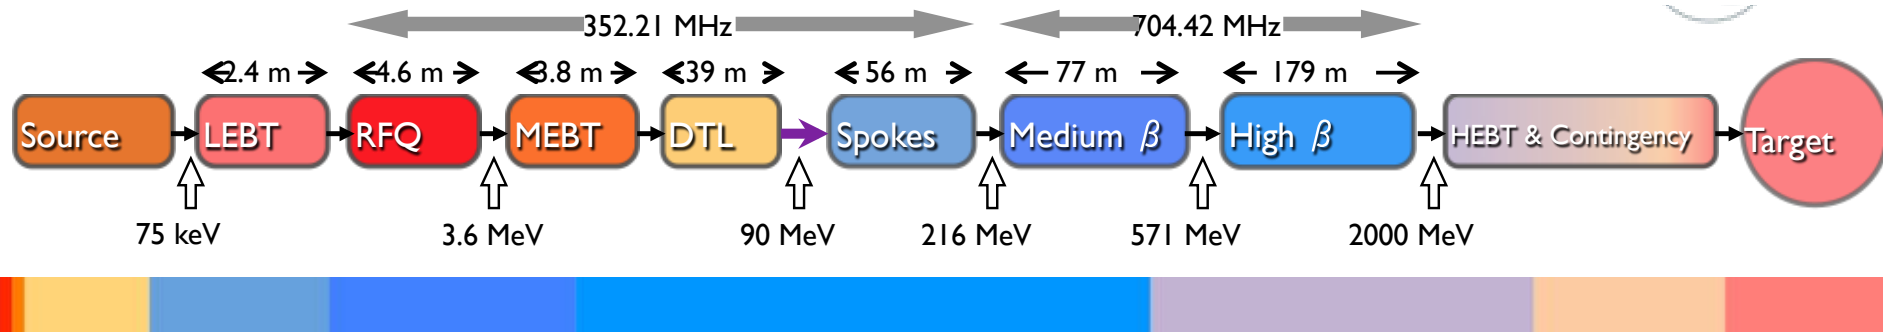 352.21 MHz 704.42 MHz
2.4 m 4.6 m 3.8 m 39 m 56 m 77 m 179 m
Source LEBT RFQ MEBT DTL Spokes Medium β High β HEBT & Contingency Target
75 keV 3.6 MeV 90 MeV 216 MeV 571 MeV 2000 MeV